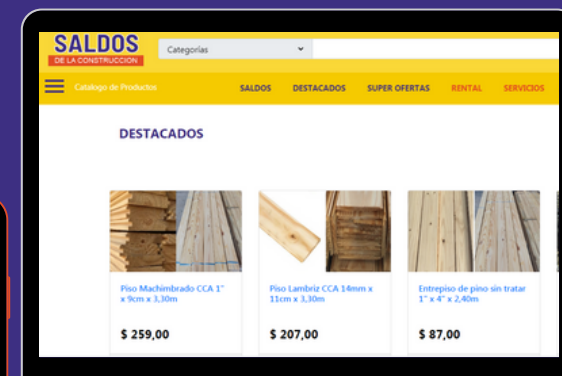 SALDOS
DE LA CONSTRUCCION
Categorías
Catalogo de Productos
SALDOS DESTACADOS SUPER OFERTAS RENTAL SERVICIOS
DESTACADOS
Piso Machimbrado CCA 1"
x 9cm x 3,30m
$ 259,00
Piso Lambriz CCA 14mm x
11cm x 3,30m
$ 207,00
Entrepiso de pino sin tratar
1" x 4" x 2,40m
$ 87,00